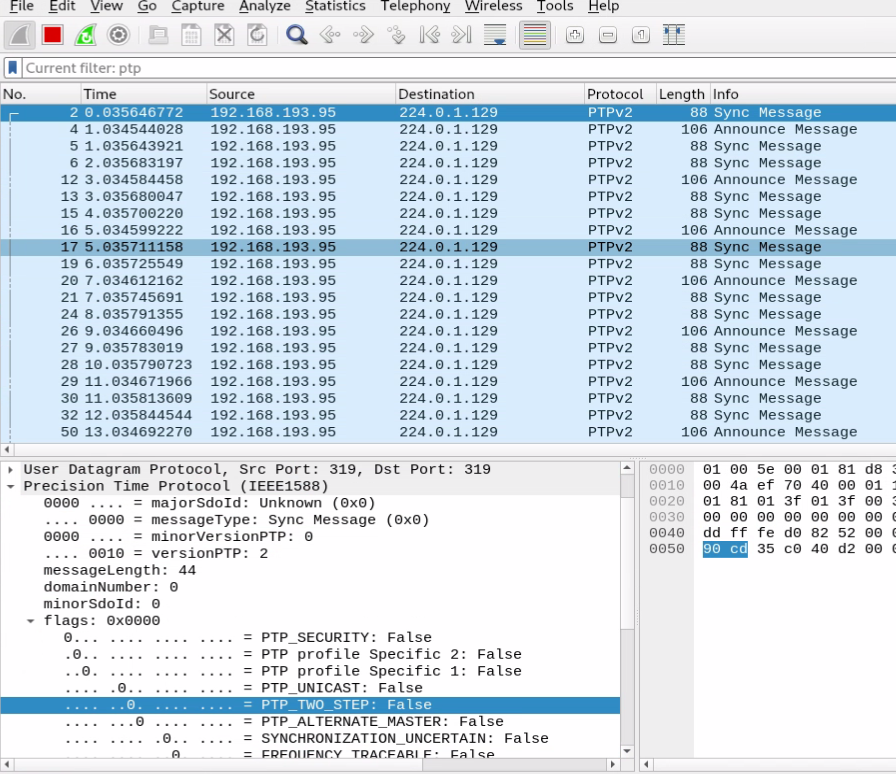 File Edit View Go Capture Analyze Statistics Telephony Wireless Tools Help
Current filter: ptp
No. Time Source Destination Protocol Length Info
2 0.035646772 192.168.193.95 224.0.1.129 PTPv2 88 Sync Message
4 1.034544028 192.168.193.95 224.0.1.129 PTPv2 106 Announce Message
5 1.035643921 192.168.193.95 224.0.1.129 PTPv2 88 Sync Message
6 2.035683197 192.168.193.95 224.0.1.129 PTPv2 88 Sync Message
12 3.034584458 192.168.193.95 224.0.1.129 PTPv2 106 Announce Message
13 3.035680047 192.168.193.95 224.0.1.129 PTPv2 88 Sync Message
15 4.035700220 192.168.193.95 224.0.1.129 PTPv2 88 Sync Message
16 5.034599222 192.168.193.95 224.0.1.129 PTPv2 106 Announce Message
17 5.035711158 192.168.193.95 224.0.1.129 PTPv2 88 Sync Message
19 6.035725549 192.168.193.95 224.0.1.129 PTPv2 88 Sync Message
20 7.034612162 192.168.193.95 224.0.1.129 PTPv2 106 Announce Message
21 7.035745691 192.168.193.95 224.0.1.129 PTPv2 88 Sync Message
24 8.035791355 192.168.193.95 224.0.1.129 PTPv2 88 Sync Message
26 9.034660496 192.168.193.95 224.0.1.129 PTPv2 106 Announce Message
27 9.035783019 192.168.193.95 224.0.1.129 PTPv2 88 Sync Message
28 10.035790723 192.168.193.95 224.0.1.129 PTPv2 88 Sync Message
29 11.034671966 192.168.193.95 224.0.1.129 PTPv2 106 Announce Message
30 11.035813609 192.168.193.95 224.0.1.129 PTPv2 88 Sync Message
32 12.035844544 192.168.193.95 224.0.1.129 PTPv2 88 Sync Message
50 13.034692270 192.168.193.95 224.0.1.129 PTPv2 106 Announce Message
User Datagram Protocol, Src Port: 319, Dst Port: 319
Precision Time Protocol (IEEE1588)
0000 .... = majorSdoId: Unknown (0x0)
.... 0000 = messageType: Sync Message (0x0)
0000 .... = minorVersionPTP: 0
.... 0010 = versionPTP: 2
messageLength: 44
domainNumber: 0
minorSdoId: 0
flags: 0x0000
0... .... .... .... = PTP_SECURITY: False
.0.. .... .... .... = PTP profile Specific 2: False
..0. .... .... .... = PTP profile Specific 1: False
.... .0.. .... .... = PTP_UNICAST: False
.... ..0. .... .... = PTP_TWO_STEP: False
.... ...0 .... .... = PTP_ALTERNATE_MASTER: False
.... .... .0.. .... = SYNCHRONIZATION_UNCERTAIN: False
.... .... ..0. .... = FREQUENCY_TRACEABLE: False
0000 01 00 5e 00 01 81 d8
0010 00 4a ef 70 40 00 01
0020 01 81 01 3f 01 3f 00
0030 00 00 00 00 00 00 00
0040 dd ff fe d0 82 52 00
0050 90 cd 35 c0 40 d2 00